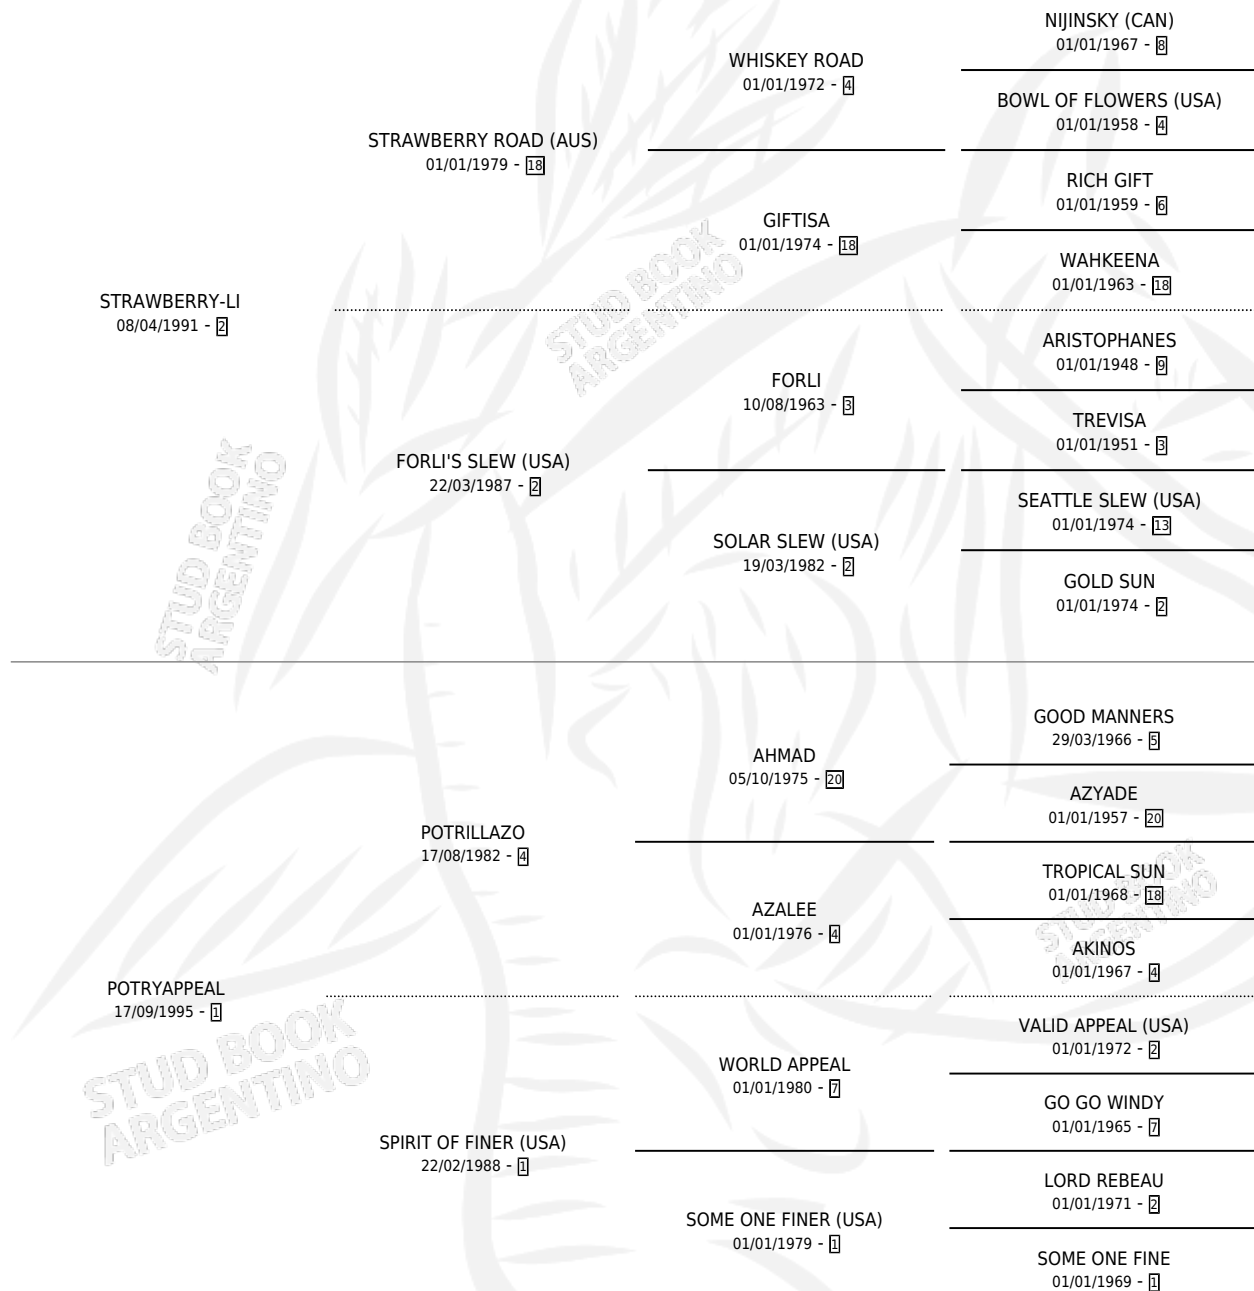 NIJINSKY (CAN)
01/01/1967 - 8
WHISKEY ROAD
01/01/1972 - 4
BOWL OF FLOWERS (USA)
01/01/1958 - 4
STRAWBERRY ROAD (AUS)
01/01/1979 - 18
RICH GIFT
01/01/1959 - 6
GIFTISA
01/01/1974 - 18
WAHKEENA
01/01/1963 - 18
STRAWBERRY-LI
08/04/1991 - 2
ARISTOPHANES
01/01/1948 - 9
FORLI
10/08/1963 - 3
TREVISA
01/01/1951 - 3
FORLI'S SLEW (USA)
22/03/1987 - 2
SEATTLE SLEW (USA)
01/01/1974 - 13
SOLAR SLEW (USA)
19/03/1982 - 2
GOLD SUN
01/01/1974 - 2
GOOD MANNERS
29/03/1966 - 5
AHMAD
05/10/1975 - 20
AZYADE
01/01/1957 - 20
POTRILLAZO
17/08/1982 - 4
TROPICAL SUN
01/01/1968 - 18
AZALEE
01/01/1976 - 4
AKINOS
01/01/1967 - 4
POTRYAPPEAL
17/09/1995 - 1
VALID APPEAL (USA)
01/01/1972 - 2
WORLD APPEAL
01/01/1980 - 7
GO GO WINDY
01/01/1965 - 7
SPIRIT OF FINER (USA)
22/02/1988 - 1
LORD REBEAU
01/01/1971 - 2
SOME ONE FINER (USA)
01/01/1979 - 1
SOME ONE FINE
01/01/1969 - 1
STUD BOOK
ARGENTINO
STUD BOOK
ARGENTINO
STUD BOOK
ARGENTINO
STUD BOOK
ARGENTINO